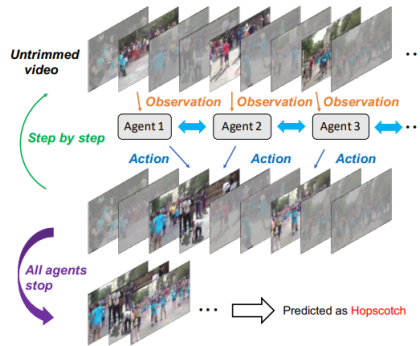 Untrimmed
video
Observation Observation Observation
Agent 1 Agent 2 Agent 3
Step by step
Action Action Action
All agents
stop
Predicted as Hopscotch